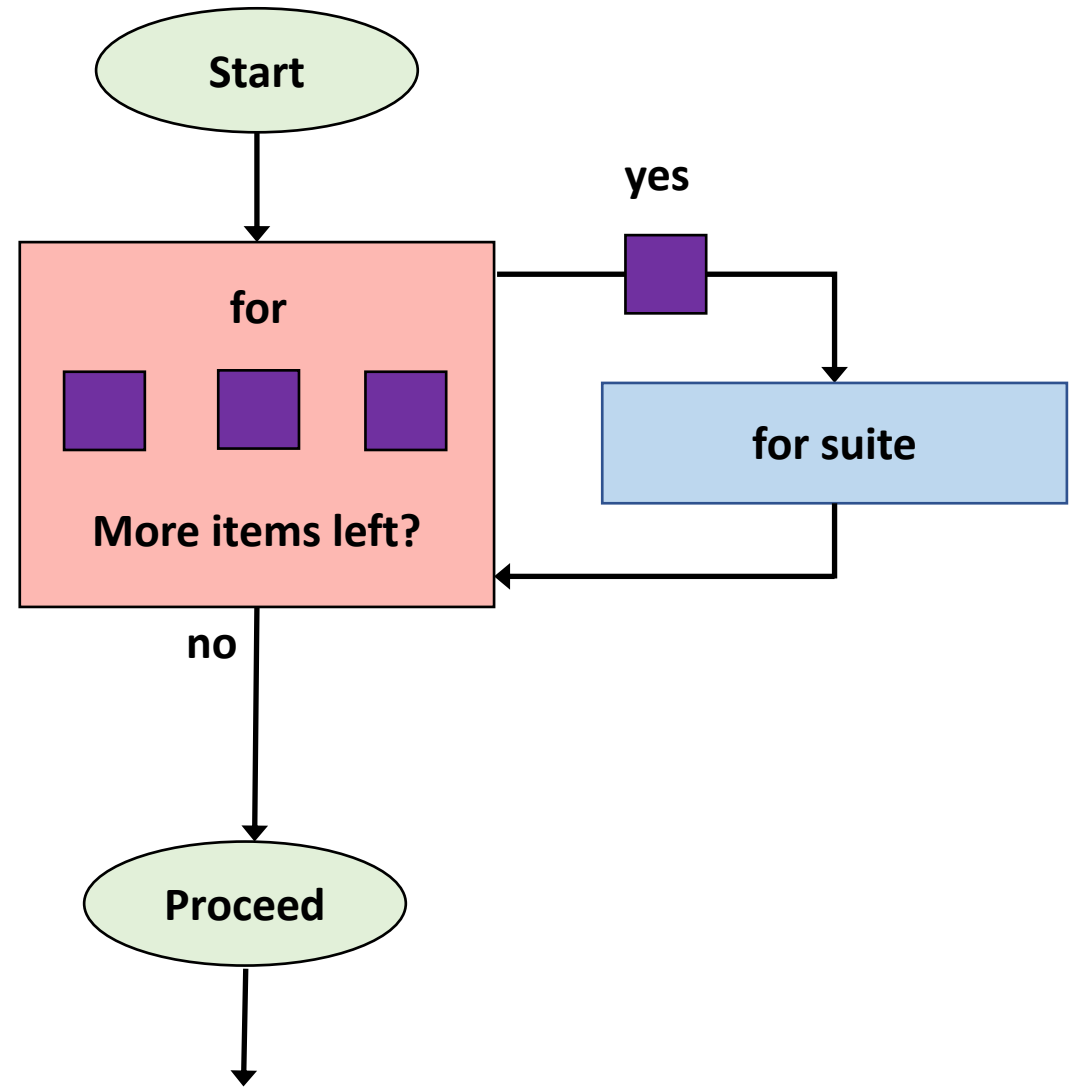 Start
yes
for
for suite
More items left?
no
Proceed